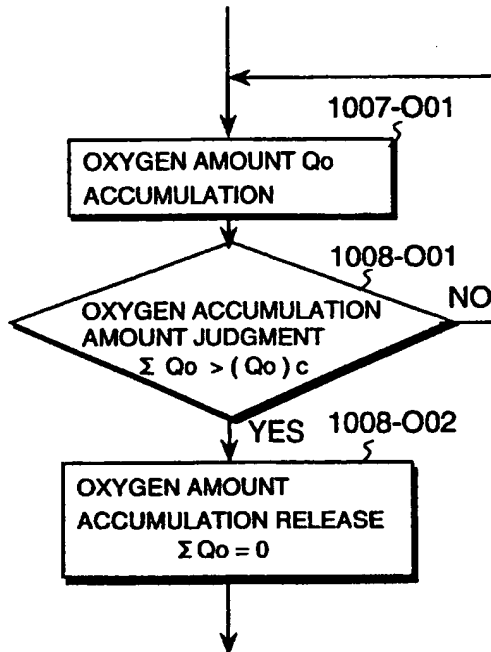 1007-O01
OXYGEN AMOUNT Qo
ACCUMULATION
1008-O01
NO
OXYGEN ACCUMULATION
AMOUNT JUDGMENT
Σ Qo > ( Qo ) c
YES
1008-O02
OXYGEN AMOUNT
ACCUMULATION RELEASE
Σ Qo = 0